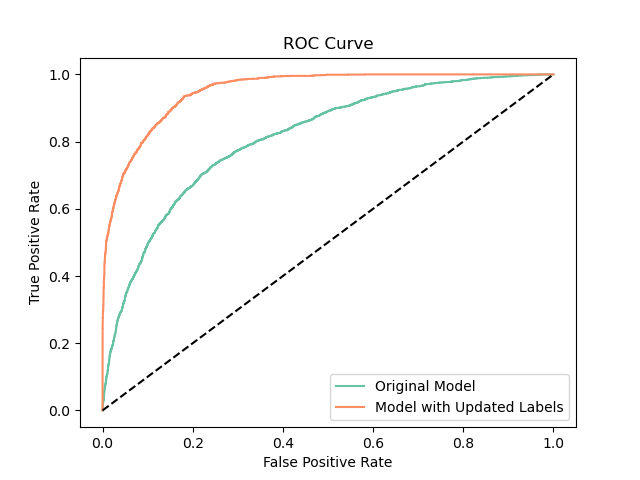 ROC Curve
True Positive Rate
1.0
0.8
0.6
0.4
0.2
0.0
0.0 0.2 0.4 0.6 0.8 1.0
False Positive Rate
Original Model
Model with Updated Labels